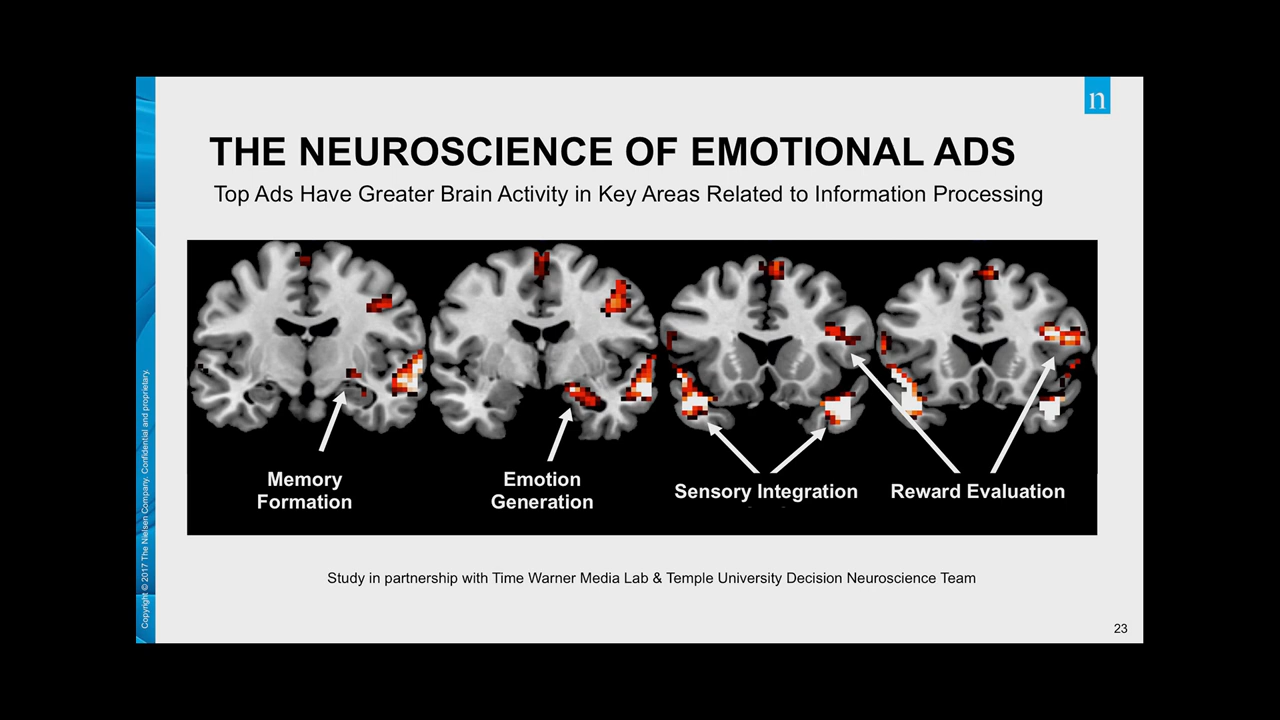 n
THE NEUROSCIENCE OF EMOTIONAL ADS
Top Ads Have Greater Brain Activity in Key Areas Related to Information Processing
Memory
Formation
Emotion
Generation
Sensory Integration
Reward Evaluation
Study in partnership with Time Warner Media Lab & Temple University Decision Neuroscience Team
Copyright © 2017 The Nielsen Company. Confidential and proprietary.
23